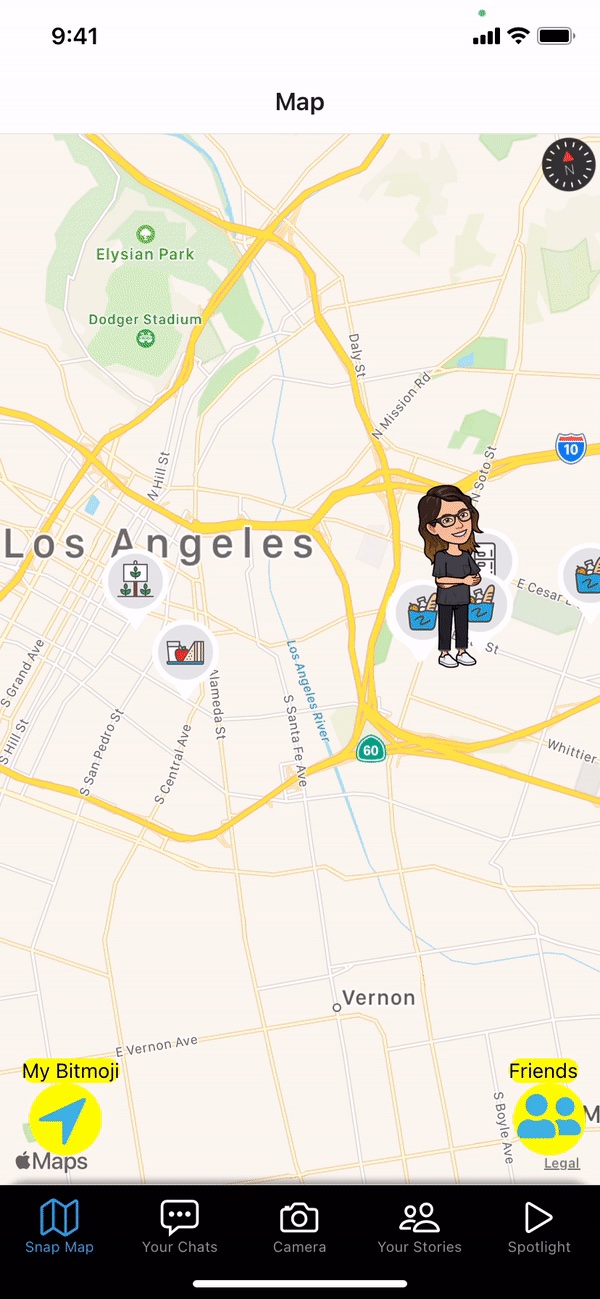 9:41
Map
N
Elysian Park
Dodger Stadium
Daly St
N Mission Rd
N Hill St
N Soto St
10
Los Angeles
E Cesar E
St
S Grand Ave
S Hill St
Alameda St
Los Angeles River
S Santa Fe Ave
S San Pedro St
S Central Ave
60
Whittier
Vernon
E Vernon Ave
My Bitmoji
Friends
S Boyle Ave
M
Maps
Legal
Snap Map
Your Chats
Camera
Your Stories
Spotlight